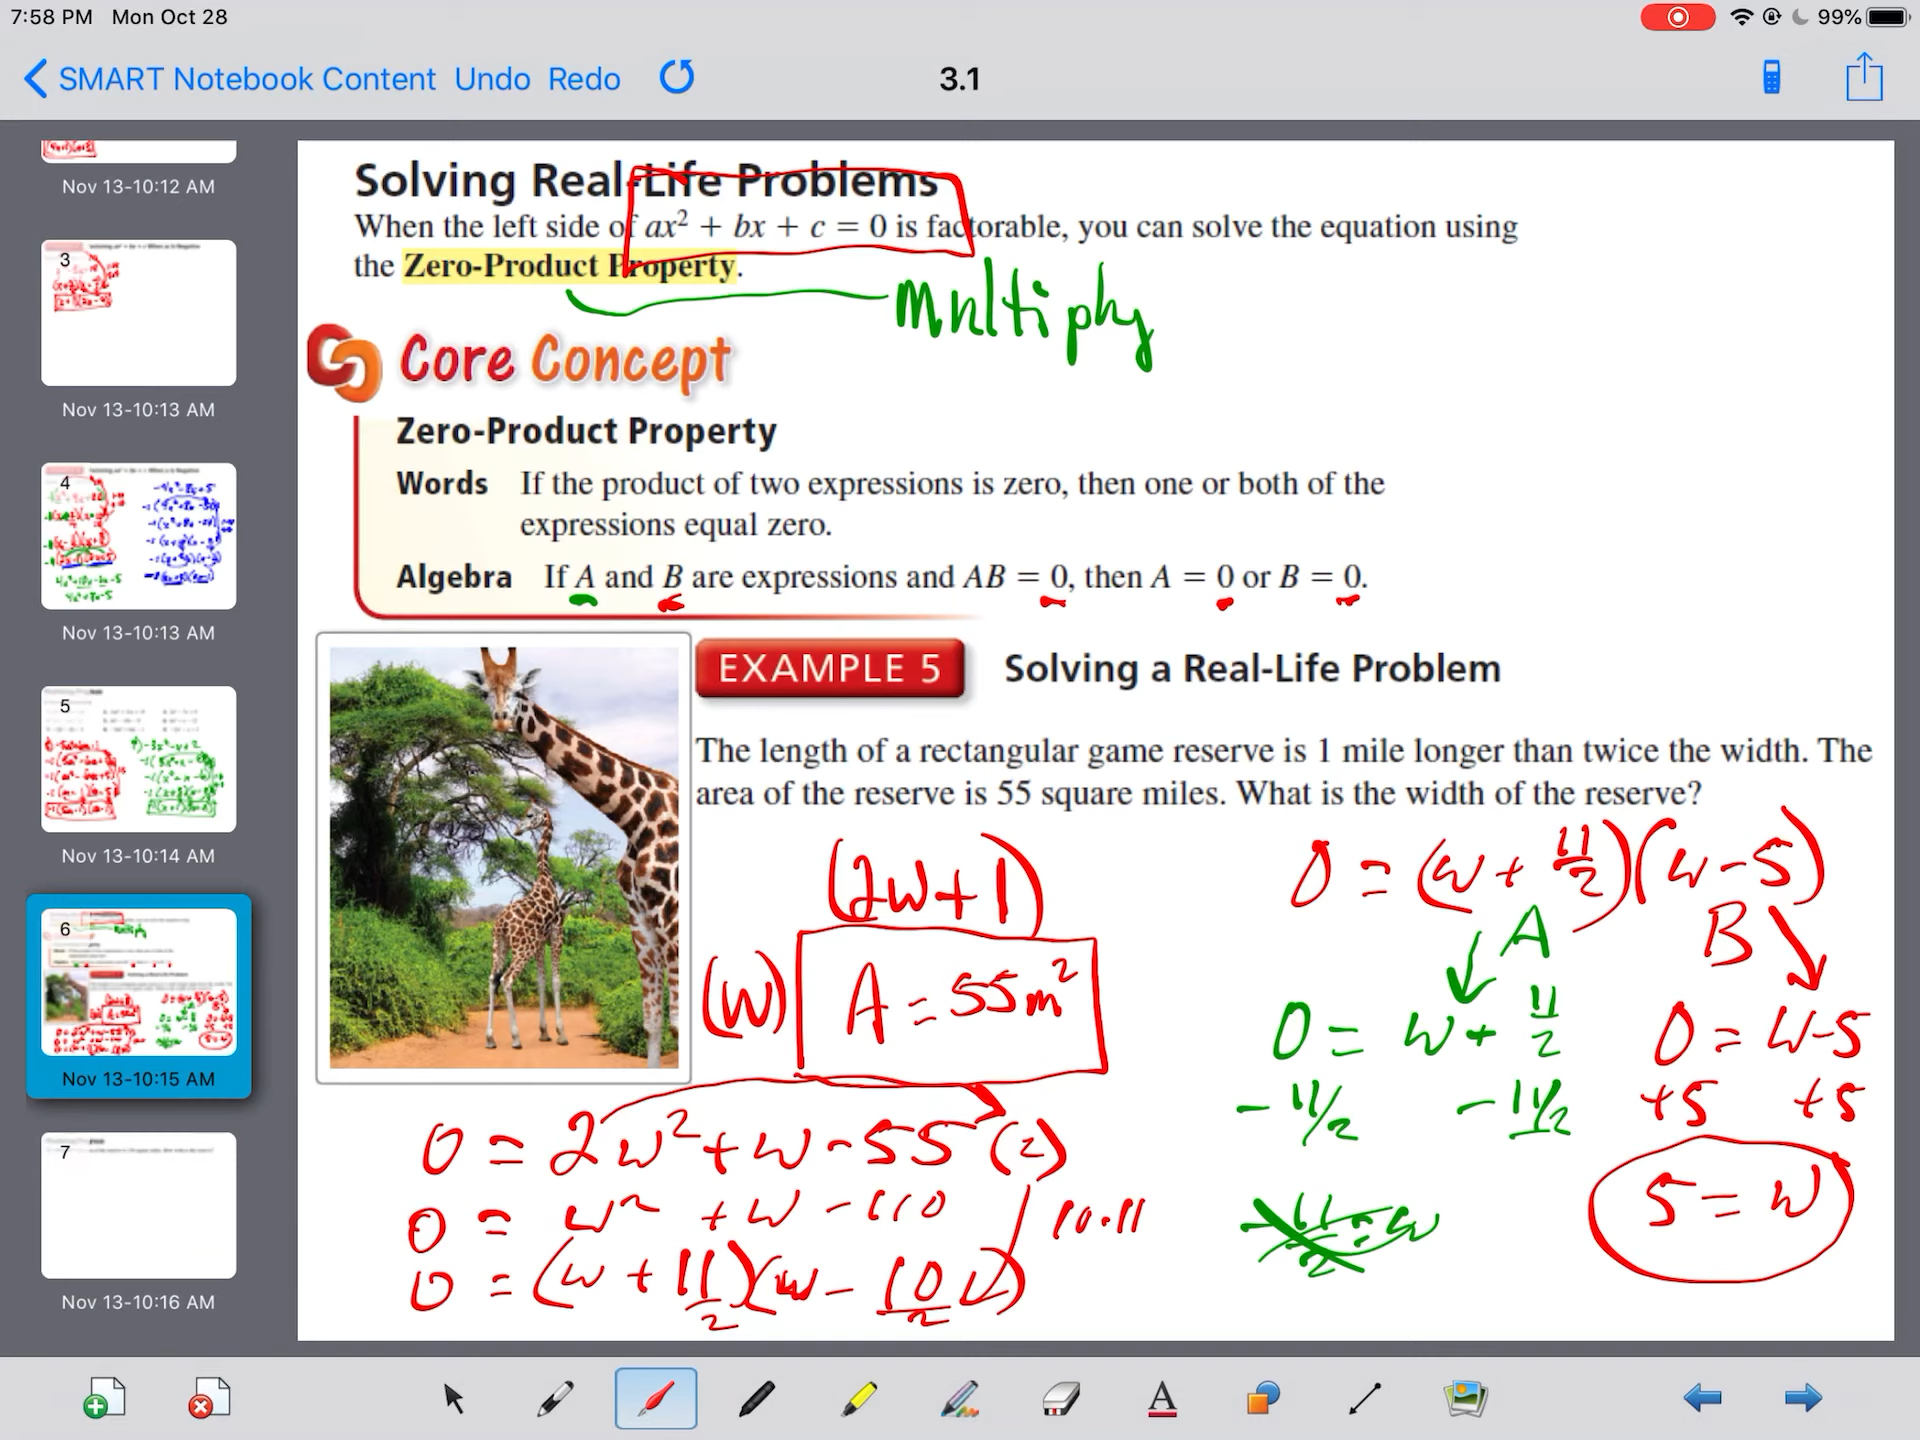 7:58 PM Mon Oct 28 99%
SMART Notebook Content Undo Redo 3.1
Nov 13-10:12 AM
3
Nov 13-10:13 AM
4
Nov 13-10:13 AM
5
Nov 13-10:14 AM
6
Nov 13-10:15 AM
7
Nov 13-10:16 AM
Solving Real-Life Problems
When the left side of ax² + bx + c = 0 is factorable, you can solve the equation using
the Zero-Product Property.
Multiply
Core Concept
Zero-Product Property
Words If the product of two expressions is zero, then one or both of the
expressions equal zero.
Algebra If A and B are expressions and AB = 0, then A = 0 or B = 0.
EXAMPLE 5 Solving a Real-Life Problem
The length of a rectangular game reserve is 1 mile longer than twice the width. The
area of the reserve is 55 square miles. What is the width of the reserve?
(2w+1)
(w) A = 55m²
0 = 2w² + w - 55 (2)
0 = w² + w - 110 10·11
0 = (w + 11/2)(w - 10/2)
0 = (w + 11/2)(w - 5)
A B
0 = w + 11/2 0 = w - 5
-11/2 -11/2 +5 +5
-11/2 = w 5 = w
A